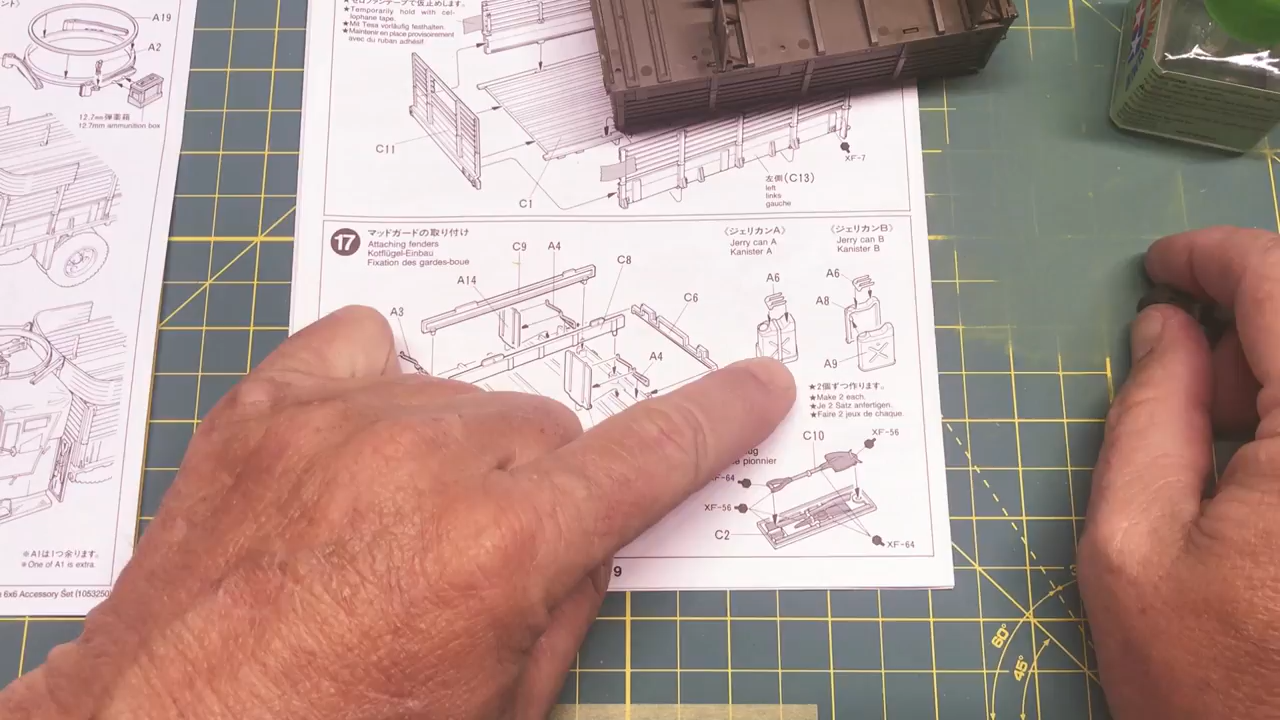 A19
A2
12.7mm弾薬箱
12.7mm ammunition box
※A1は1つ余ります。
※One of A1 is extra.
6x6 Accessory Set (1053250)
★セロファンテープで仮止めします。
★Temporarily hold with cel-
lophane tape.
★Mit Tesa vorläufig festhalten.
★Maintenir en place provisoirement
avec du ruban adhésif.
C11
C1
XF-7
左側(C13)
left
links
gauche
17
マッドガードの取り付け
Attaching fenders
Kotflügel-Einbau
Fixation des gardes-boue
C9
A4
C8
A14
C6
A3
A4
《ジェリカンA》
Jerry can A
Kanister A
A6
《ジェリカンB》
Jerry can B
Kanister B
A6
A8
A9
★2個ずつ作ります。
★Make 2 each.
★Je 2 Satz anfertigen.
★Faire 2 jeux de chaque.
pionnier
C10
XF-56
XF-64
XF-56
C2
XF-64
9
60°
45°